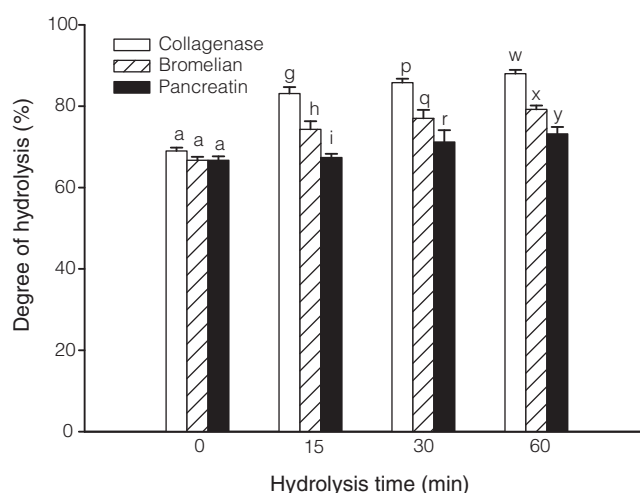 100
80
60
40
20
0
Degree of hydrolysis (%)
Collagenase
Bromelian
Pancreatin
a a a
g h i
p q r
w x y
0 15 30 60
Hydrolysis time (min)